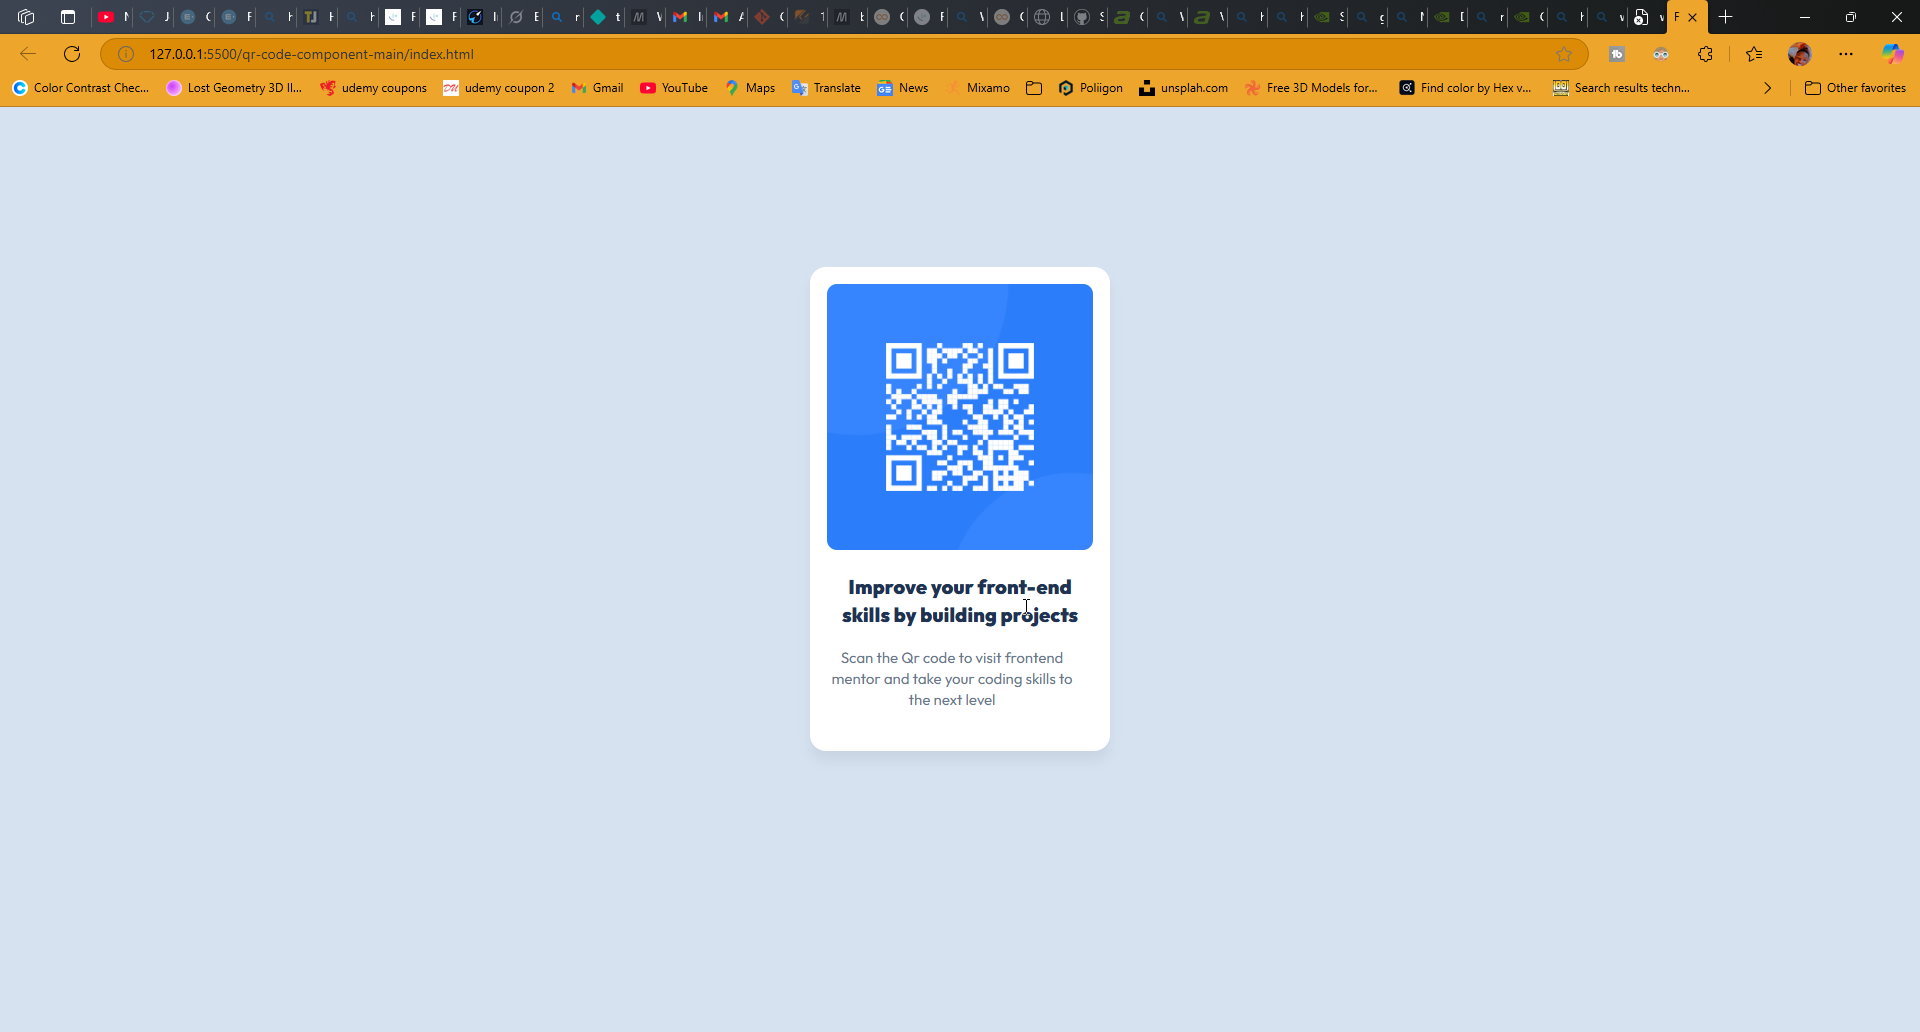 127.0.0.1:5500/qr-code-component-main/index.html
Color Contrast Chec... Lost Geometry 3D Il... udemy coupons udemy coupon 2 Gmail YouTube Maps Translate News Mixamo Poliigon unsplah.com Free 3D Models for... Find color by Hex v... Search results techn... Other favorites
Improve your front-end
skills by building projects
Scan the Qr code to visit frontend
mentor and take your coding skills to
the next level